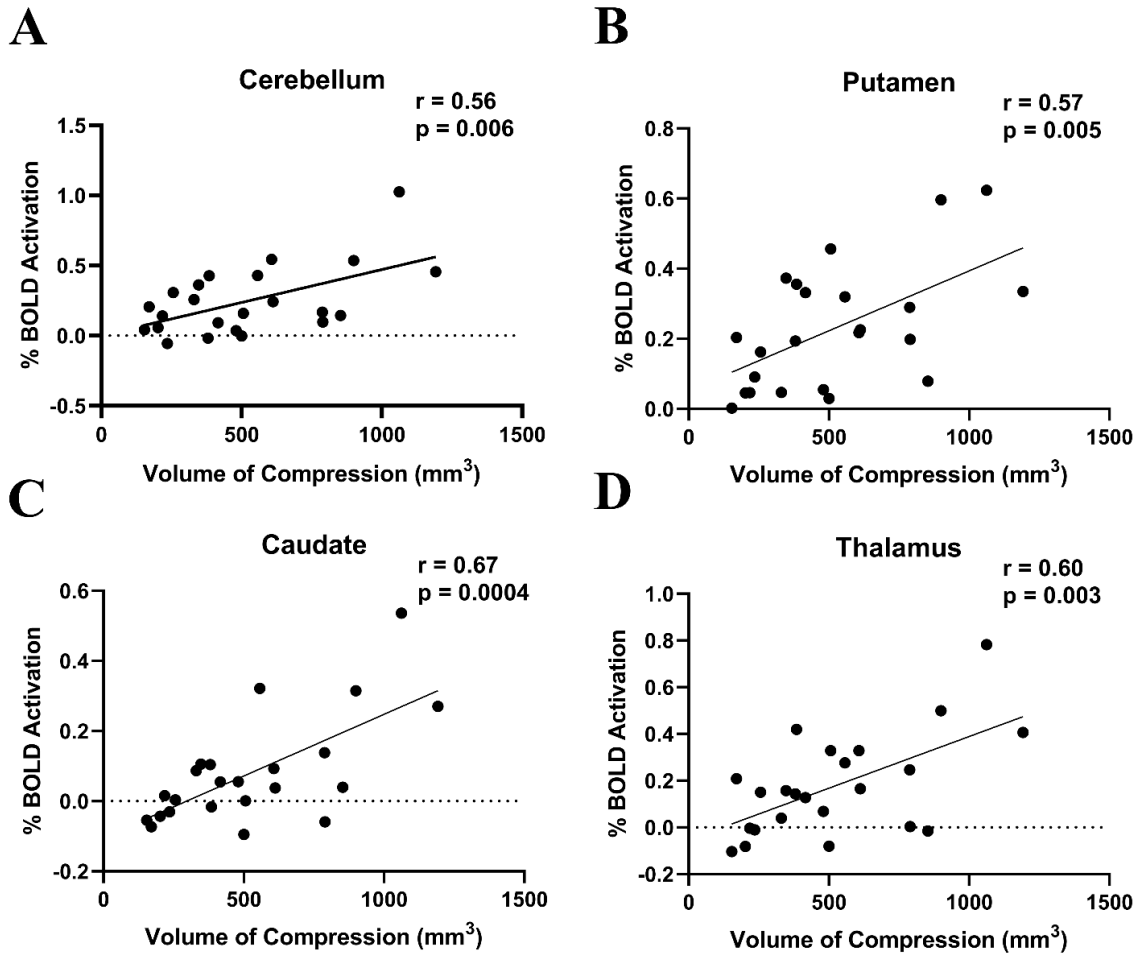 A
Cerebellum
r = 0.56
p = 0.006
% BOLD Activation
1.5
1.0
0.5
0.0
-0.5
0
500
1000
1500
Volume of Compression (mm³)
B
Putamen
r = 0.57
p = 0.005
% BOLD Activation
0.8
0.6
0.4
0.2
0.0
0
500
1000
1500
Volume of Compression (mm³)
C
Caudate
r = 0.67
p = 0.0004
% BOLD Activation
0.6
0.4
0.2
0.0
-0.2
0
500
1000
1500
Volume of Compression (mm³)
D
Thalamus
r = 0.60
p = 0.003
% BOLD Activation
1.0
0.8
0.6
0.4
0.2
0.0
-0.2
0
500
1000
1500
Volume of Compression (mm³)